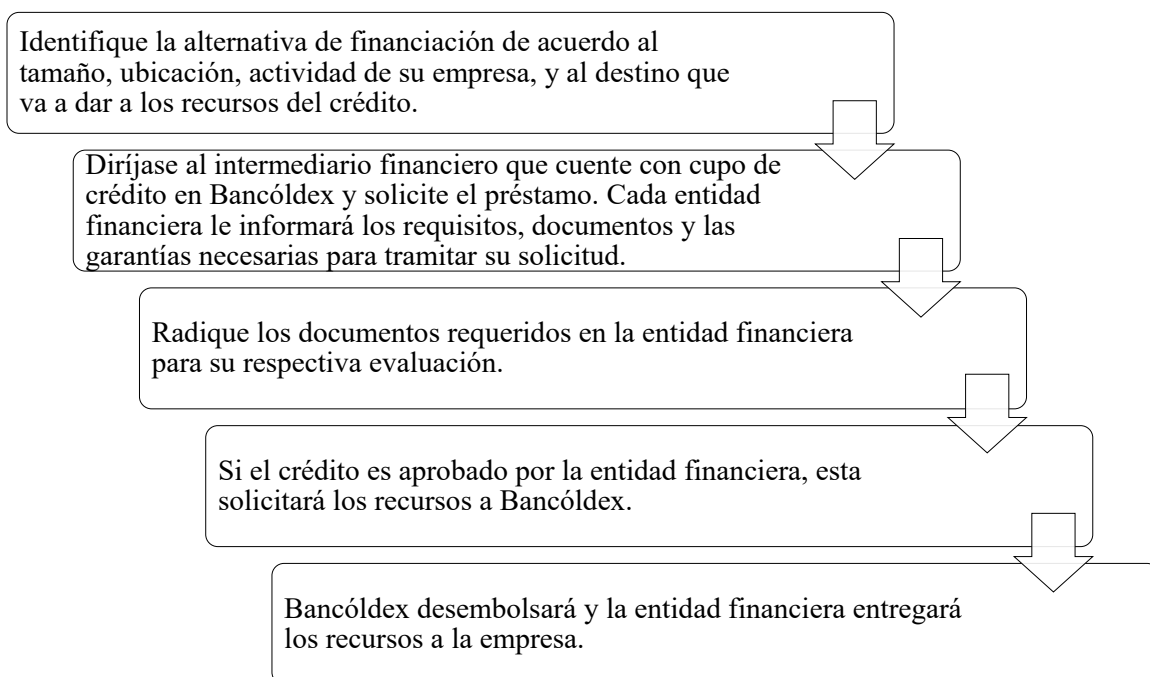 Identifique la alternativa de financiación de acuerdo al
tamaño, ubicación, actividad de su empresa, y al destino que
va a dar a los recursos del crédito.
Diríjase al intermediario financiero que cuente con cupo de
crédito en Bancóldex y solicite el préstamo. Cada entidad
financiera le informará los requisitos, documentos y las
garantías necesarias para tramitar su solicitud.
Radique los documentos requeridos en la entidad financiera
para su respectiva evaluación.
Si el crédito es aprobado por la entidad financiera, esta
solicitará los recursos a Bancóldex.
Bancóldex desembolsará y la entidad financiera entregará
los recursos a la empresa.